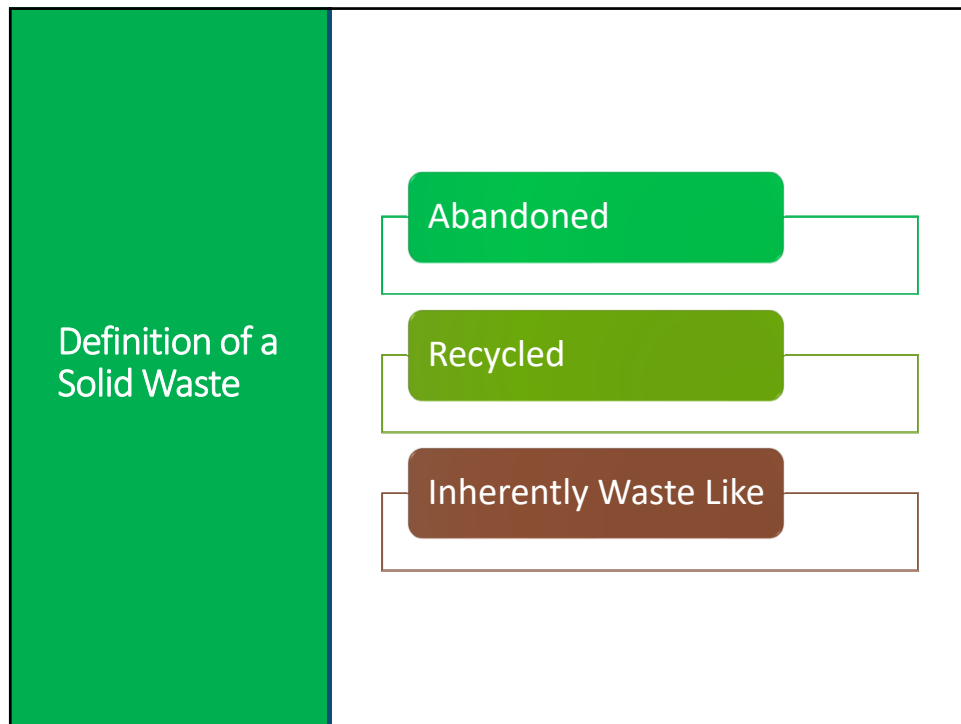 Definition of a
Solid Waste
Abandoned
Recycled
Inherently Waste Like